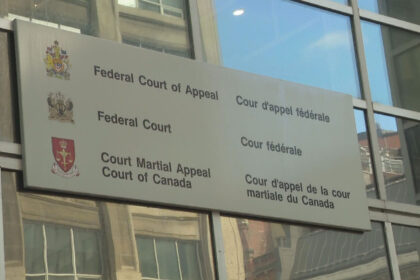 Federal Court of Appeal
Cour d'appel fédérale
Federal Court
Cour fédérale
Court Martial Appeal
Court of Canada
Cour d'appel de la cour
martiale du Canada